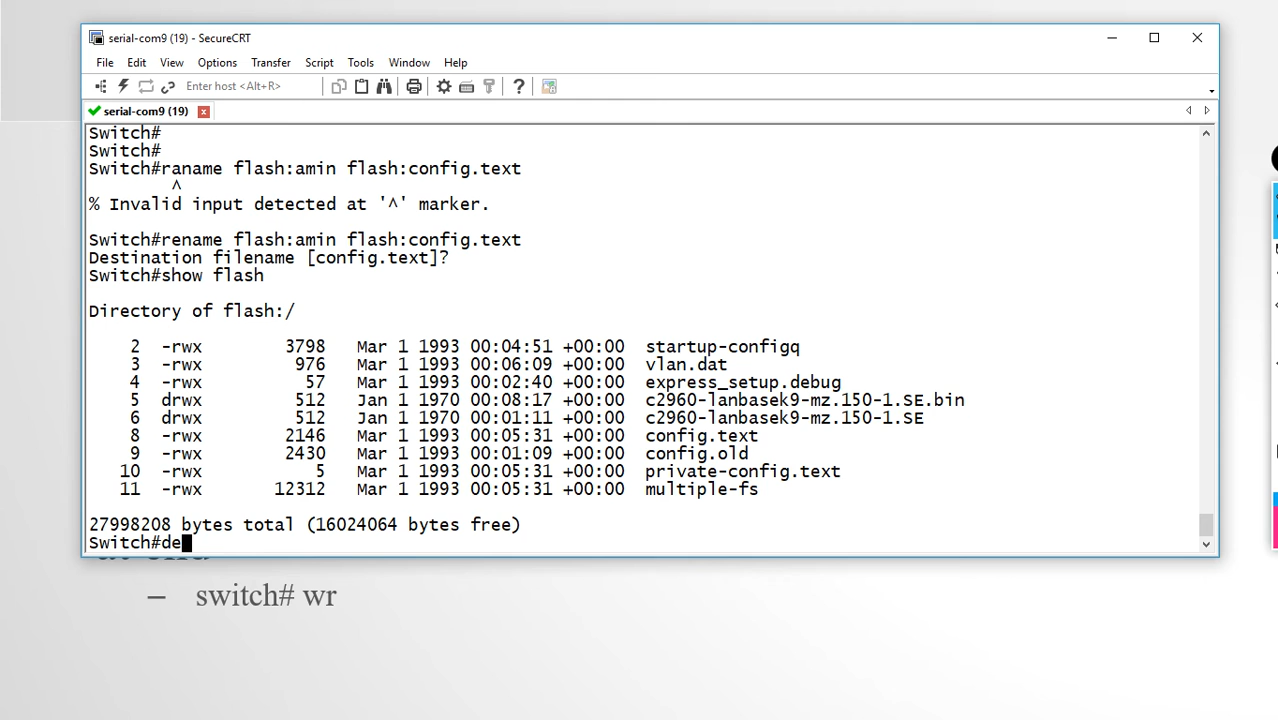 serial-com9 (19) - SecureCRT
File Edit View Options Transfer Script Tools Window Help
Enter host <Alt+R>
serial-com9 (19)
Switch#
Switch#
Switch#raname flash:amin flash:config.text
^
% Invalid input detected at '^' marker.
Switch#rename flash:amin flash:config.text
Destination filename [config.text]?
Switch#show flash
Directory of flash:/
2 -rwx 3798 Mar 1 1993 00:04:51 +00:00 startup-configq
3 -rwx 976 Mar 1 1993 00:06:09 +00:00 vlan.dat
4 -rwx 57 Mar 1 1993 00:02:40 +00:00 express_setup.debug
5 drwx 512 Jan 1 1970 00:08:17 +00:00 c2960-lanbasek9-mz.150-1.SE.bin
6 drwx 512 Jan 1 1970 00:01:11 +00:00 c2960-lanbasek9-mz.150-1.SE
8 -rwx 2146 Mar 1 1993 00:05:31 +00:00 config.text
9 -rwx 2430 Mar 1 1993 00:01:09 +00:00 config.old
10 -rwx 5 Mar 1 1993 00:05:31 +00:00 private-config.text
11 -rwx 12312 Mar 1 1993 00:05:31 +00:00 multiple-fs
27998208 bytes total (16024064 bytes free)
Switch#de
– switch# wr